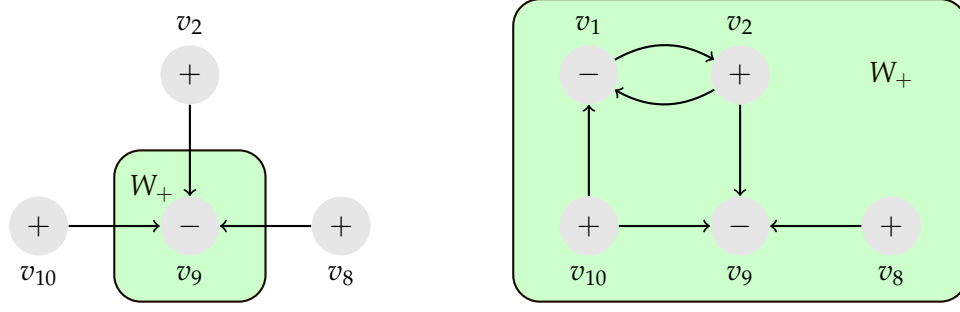 v₂
+
W₊
+
−
+
v₁₀
v₉
v₈
v₁
v₂
−
+
W₊
+
−
+
v₁₀
v₉
v₈